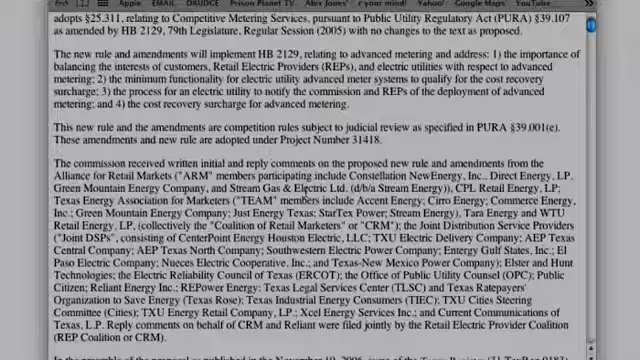 Apple EMAIL DRUDGE Prison Planet TV Alex Jones' r your mind! Yahoo! Google Maps YouTube
adopts §25.311, relating to Competitive Metering Services, pursuant to Public Utility Regulatory Act (PURA) §39.107
as amended by HB 2129, 79th Legislature, Regular Session (2005) with no changes to the text as proposed.
The new rule and amendments will implement HB 2129, relating to advanced metering and address: 1) the importance of
balancing the interests of customers, Retail Electric Providers (REPs), and electric utilities with respect to advanced
metering; 2) the minimum functionality for electric utility advanced meter systems to qualify for the cost recovery
surcharge; 3) the process for an electric utility to notify the commission and REPs of the deployment of advanced
metering; and 4) the cost recovery surcharge for advanced metering.
This new rule and the amendments are competition rules subject to judicial review as specified in PURA §39.001(e).
These amendments and new rule are adopted under Project Number 31418.
The commission received written initial and reply comments on the proposed new rule and amendments from the
Alliance for Retail Markets ("ARM" members participating include Constellation NewEnergy, Inc., Direct Energy, LP,
Green Mountain Energy Company, and Stream Gas & Electric Ltd. (d/b/a Stream Energy)), CPL Retail Energy, LP;
Texas Energy Association for Marketers ("TEAM" members include Accent Energy; Cirro Energy; Commerce Energy,
Inc.; Green Mountain Energy Company; Just Energy Texas; StarTex Power; Stream Energy), Tara Energy and WTU
Retail Energy LP, (collectively the "Coalition of Retail Marketers" or "CRM"); the Joint Distribution Service Providers
("Joint DSPs", consisting of CenterPoint Energy Houston Electric, LLC; TXU Electric Delivery Company; AEP Texas
Central Company; AEP Texas North Company; Southwestern Electric Power Company; Entergy Gulf States, Inc.; El
Paso Electric Company; Nueces Electric Cooperative, Inc.; and Texas-New Mexico Power Company); Elster and Hunt
Technologies; the Electric Reliability Council of Texas (ERCOT); the Office of Public Utility Counsel (OPC); Public
Citizen; Reliant Energy Inc.; REPower Energy; Texas Legal Services Center (TLSC) and Texas Ratepayers'
Organization to Save Energy (Texas Rose); Texas Industrial Energy Consumers (TIEC); TXU Cities Steering
Committee (Cities); TXU Energy Retail Company, LP.; Xcel Energy Services Inc.; and Current Communications of
Texas, L.P. Reply comments on behalf of CRM and Reliant were filed jointly by the Retail Electric Provider Coalition
(REP Coalition or CRM).